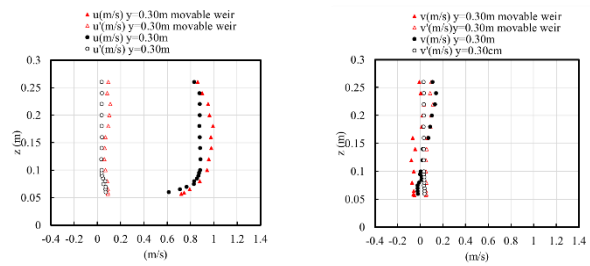 u(m/s) y=0.30m movable weir
u'(m/s) y=0.30m movable weir
u(m/s) y=0.30m
u'(m/s) y=0.30m
0.3
0.25
0.2
0.15
0.1
0.05
0
z (m)
-0.4 -0.2 0 0.2 0.4 0.6 0.8 1 1.2 1.4
(m/s)
v(m/s) y=0.30m movable weir
v'(m/s) y=0.30m movable weir
v(m/s) y=0.30m
v'(m/s) y=0.30cm
0.3
0.25
0.2
0.15
0.1
0.05
0
z (m)
-0.4 -0.2 0 0.2 0.4 0.6 0.8 1 1.2 1.4
(m/s)